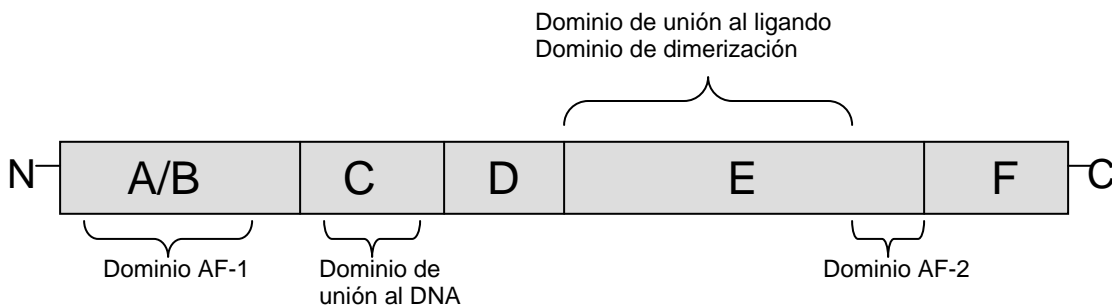 Dominio de unión al ligando
Dominio de dimerización
N A/B C D E F C
Dominio AF-1
Dominio de
unión al DNA
Dominio AF-2